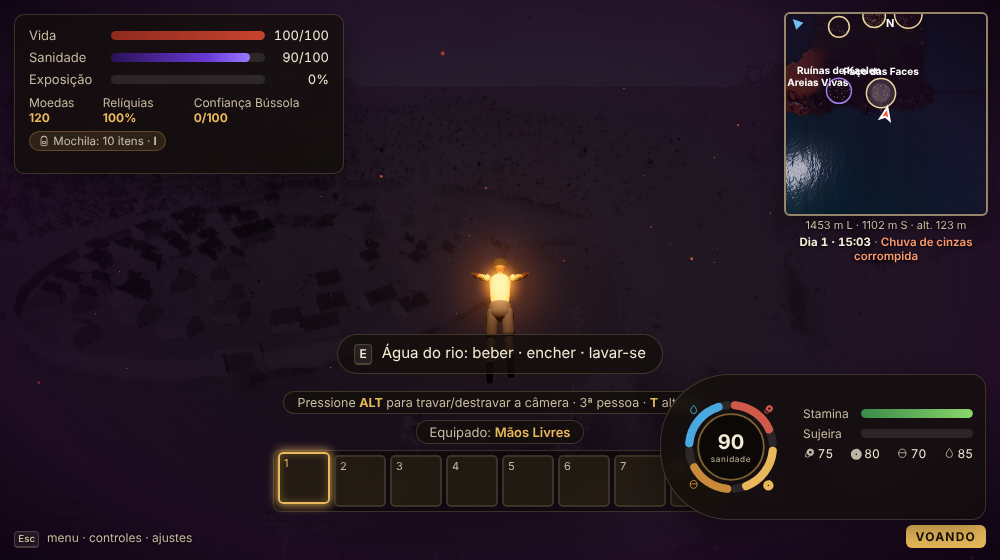 Vida 100/100
Sanidade 90/100
Exposição 0%
Moedas Relíquias Confiança Bússola
120 100% 0/100
Mochila: 10 itens · I
N
Ruínas de
das Faces
Areias Vivas
1453 m L · 1102 m S · alt. 123 m
Dia 1 · 15:03 · Chuva de cinzas
corrompida
E Água do rio: beber · encher · lavar-se
Pressione ALT para travar/destravar a câmera · 3ª pessoa · T
Equipado: Mãos Livres
1 2 3 4 5 6 7
90
sanidade
Stamina
Sujeira
75 80 70 85
Esc menu · controles · ajustes
VOANDO